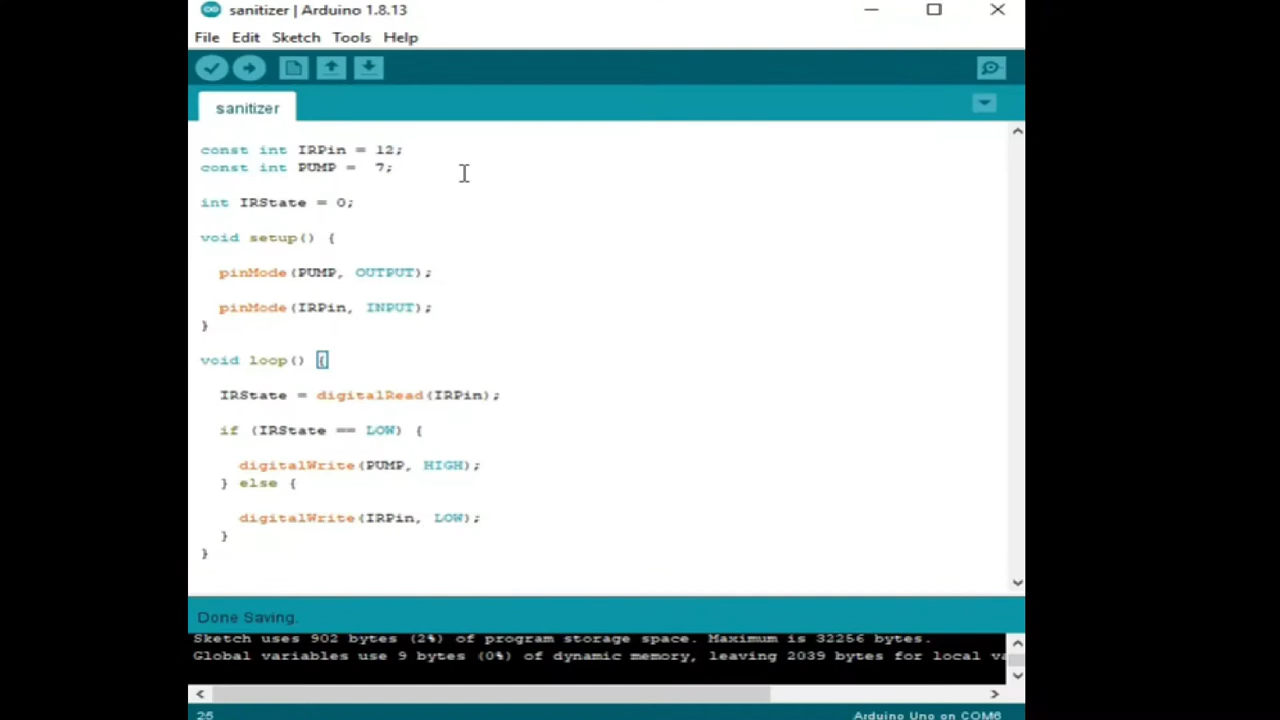 sanitizer | Arduino 1.8.13
File Edit Sketch Tools Help
sanitizer
const int IRPin = 12;
const int PUMP =  7;
int IRState = 0;
void setup() {
  pinMode(PUMP, OUTPUT);
  pinMode(IRPin, INPUT);
}
void loop() {
  IRState = digitalRead(IRPin);
  if (IRState == LOW) {
    digitalWrite(PUMP, HIGH);
  } else {
    digitalWrite(IRPin, LOW);
  }
}
Done Saving.
Sketch uses 902 bytes (2%) of program storage space. Maximum is 32256 bytes.
Global variables use 9 bytes (0%) of dynamic memory, leaving 2039 bytes for local va
25 Arduino Uno on COM6